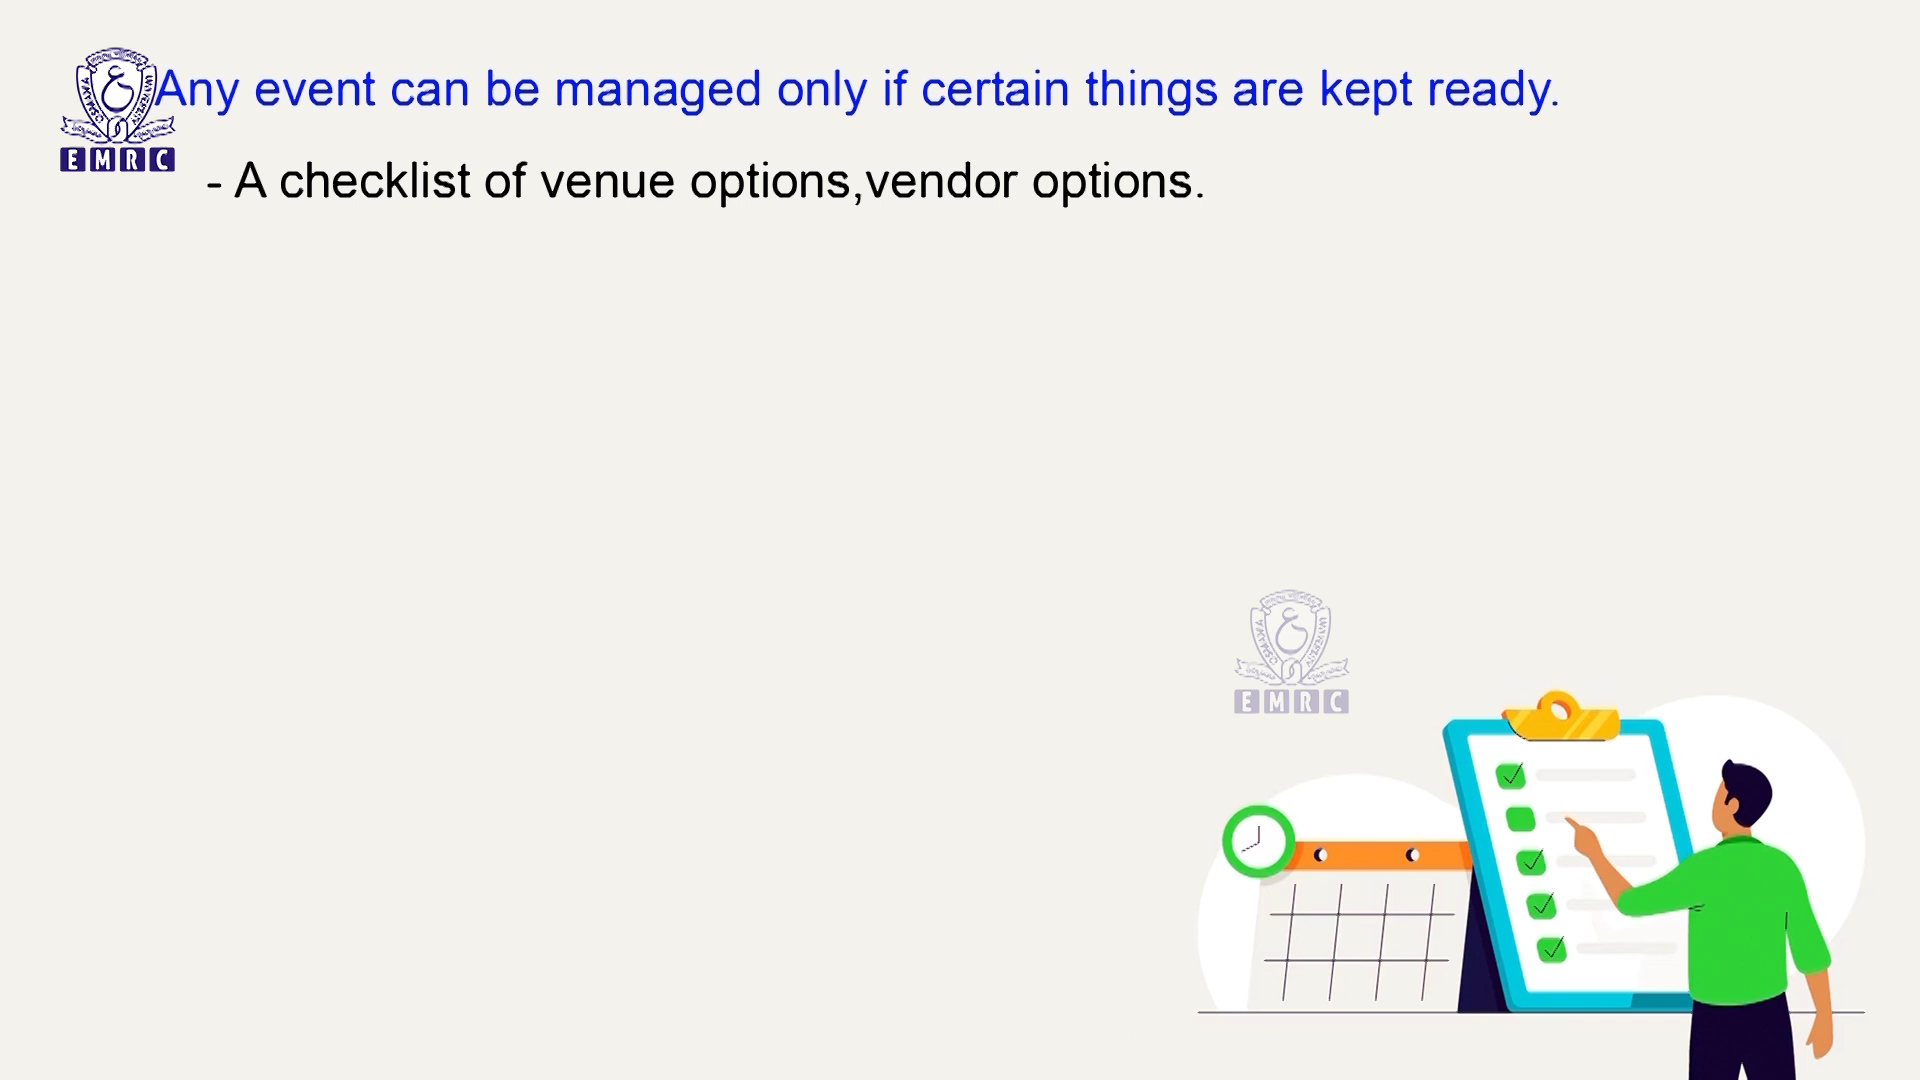 Any event can be managed only if certain things are kept ready.
EMRC
- A checklist of venue options,vendor options.
EMRC